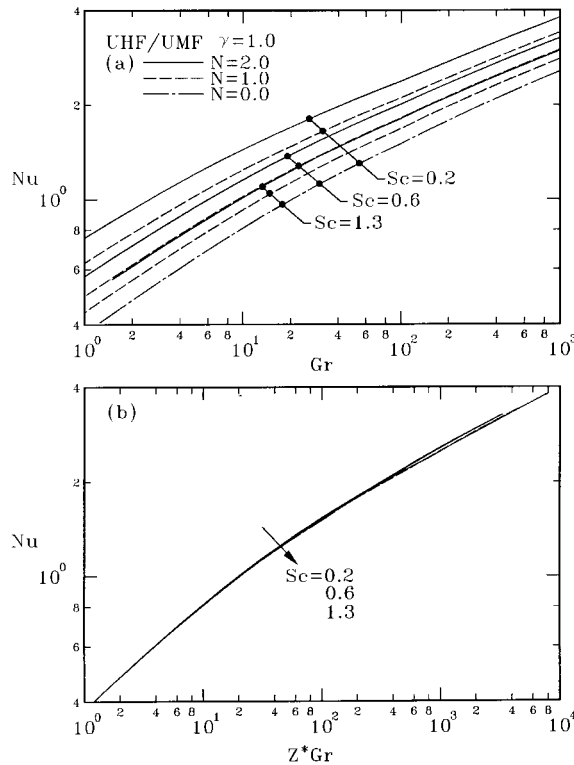 4
UHF/UMF γ=1.0
(a)
N=2.0
N=1.0
N=0.0
2
Sc=0.2
Nu
10⁰
Sc=0.6
8
Sc=1.3
6
4
10⁰ 2 4 6 8 10¹ 2 4 6 8 10² 2 4 6 8 10³
Gr
4
(b)
2
Nu
10⁰
Sc=0.2
0.6
8
1.3
6
4
10⁰ 2 4 6 8 10¹ 2 4 6 8 10² 2 4 6 8 10³ 2 4 6 8 10⁴
Z*Gr